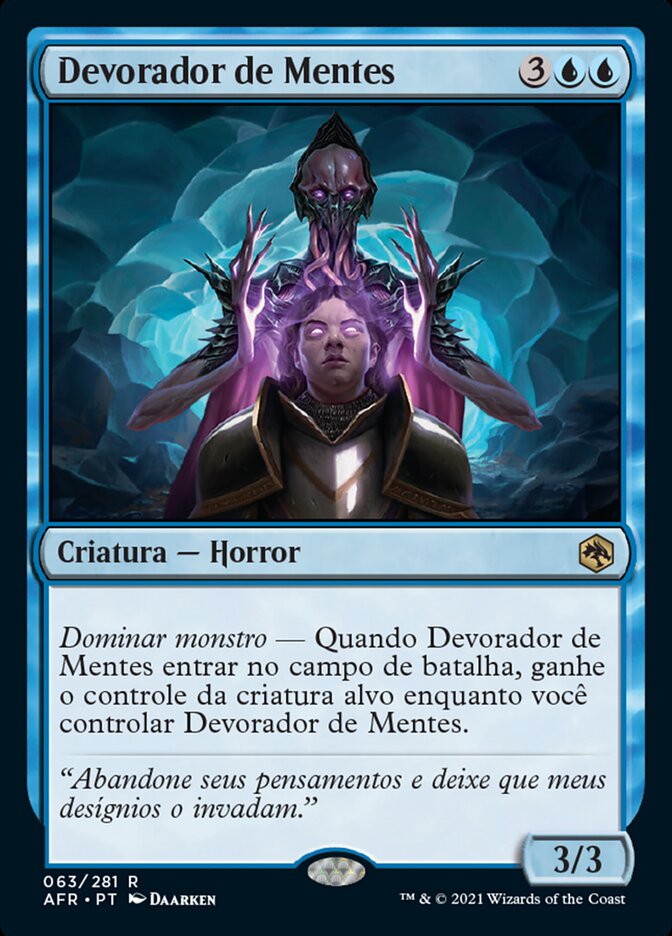 Devorador de Mentes 3
Criatura — Horror
Dominar monstro — Quando Devorador de
Mentes entrar no campo de batalha, ganhe
o controle da criatura alvo enquanto você
controlar Devorador de Mentes.
“Abandone seus pensamentos e deixe que meus
desígnios o invadam.”
3/3
063/281 R
AFR • PT Daarken
™ & © 2021 Wizards of the Coast